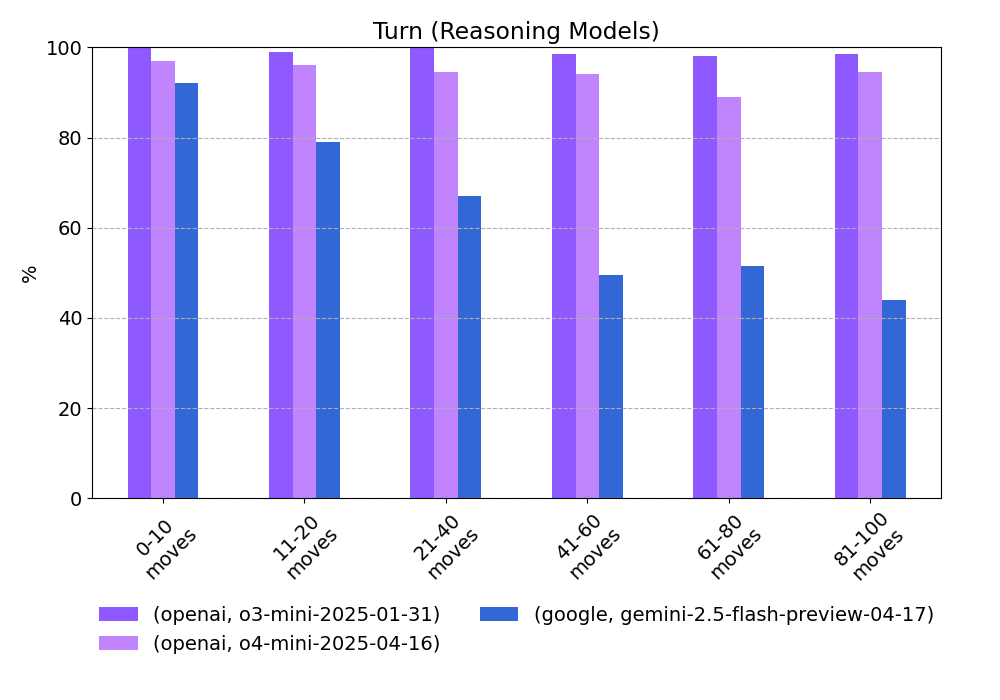 Turn (Reasoning Models)
%
100
80
60
40
20
0
0-10
moves
11-20
moves
21-40
moves
41-60
moves
61-80
moves
81-100
moves
(openai, o3-mini-2025-01-31)
(openai, o4-mini-2025-04-16)
(google, gemini-2.5-flash-preview-04-17)